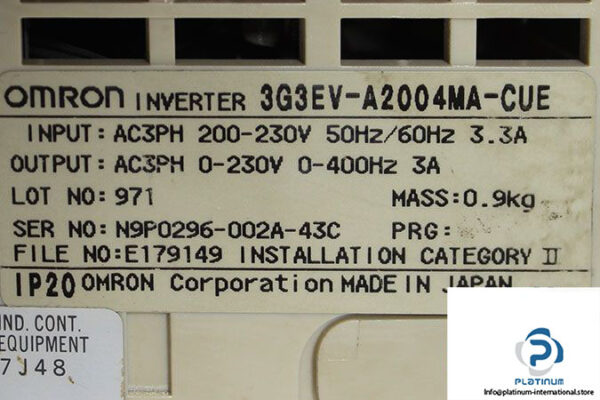 OMRON INVERTER 3G3EV-A2004MA-CUE
INPUT: AC3PH 200-230V 50Hz/60Hz 3.3A
OUTPUT: AC3PH 0-230V 0-400Hz 3A
LOT NO: 971 MASS:0.9kg
SER NO: N9P0296-002A-43C PRG:
FILE NO:E179149 INSTALLATION CATEGORY II
IP20 OMRON Corporation MADE IN JAPAN
IND. CONT.
EQUIPMENT
7J48
PLATINUM
info@platinum-international.store